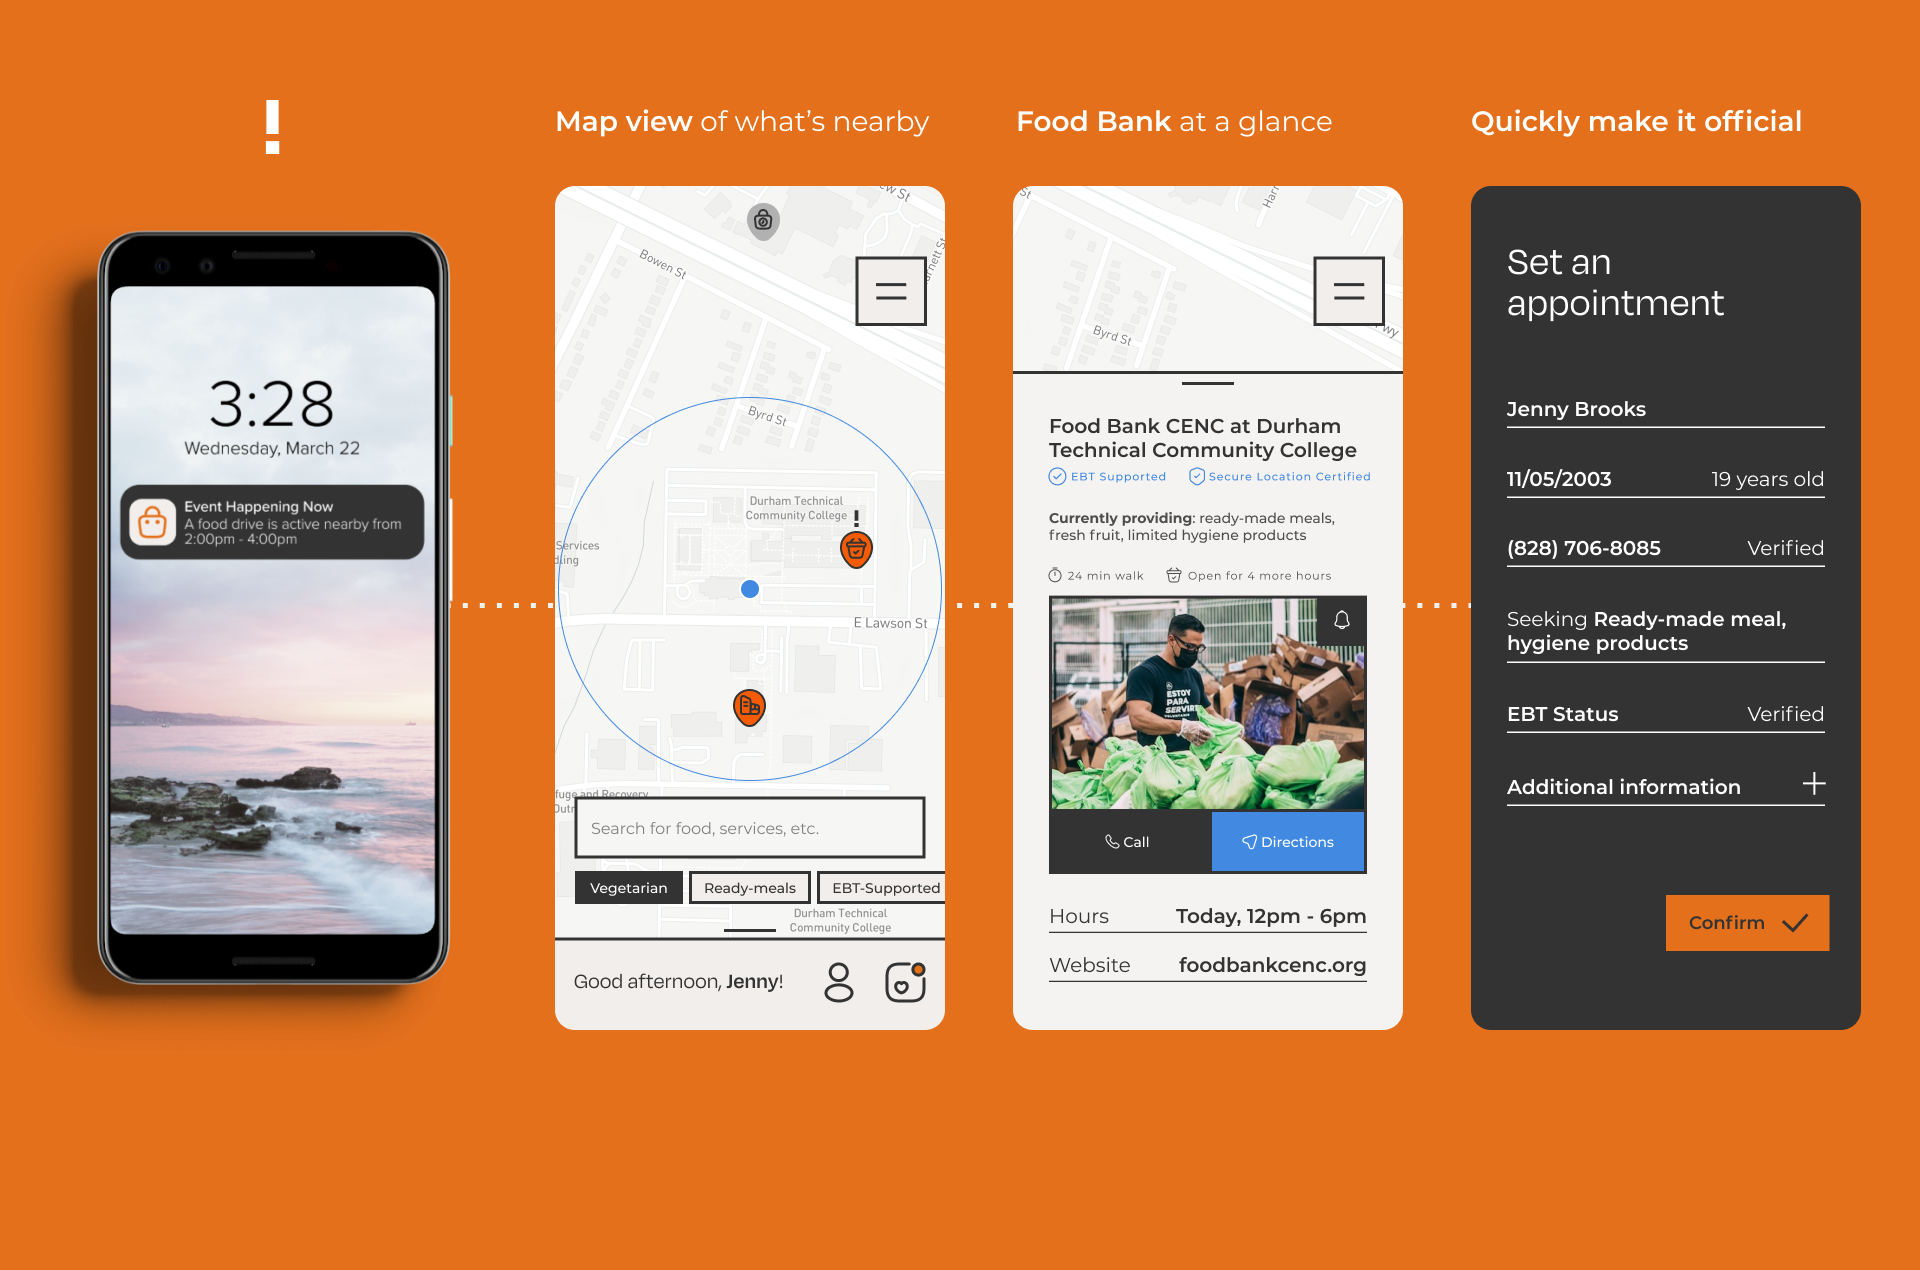 !
3:28
Wednesday, March 22
Event Happening Now
A food drive is active nearby from
2:00pm - 4:00pm
Map view of what's nearby
ew St
Bowen St
arnett St
Byrd St
Durham Technical
Community College
!
Services
dling
E Lawson St
fuge and Recovery
Outr
Search for food, services, etc.
Vegetarian
Ready-meals
EBT-Supported
Durham Technical
Community College
Good afternoon, Jenny!
Food Bank at a glance
St
Harr
Byrd St
wy
Food Bank CENC at Durham
Technical Community College
EBT Supported
Secure Location Certified
Currently providing: ready-made meals,
fresh fruit, limited hygiene products
24 min walk
Open for 4 more hours
ESTOY
PARA
SERVIRTE
VOLUNTARIO
Call
Directions
Hours
Today, 12pm - 6pm
Website
foodbankcenc.org
Quickly make it official
Set an
appointment
Jenny Brooks
11/05/2003
19 years old
(828) 706-8085
Verified
Seeking Ready-made meal,
hygiene products
EBT Status
Verified
Additional information
Confirm